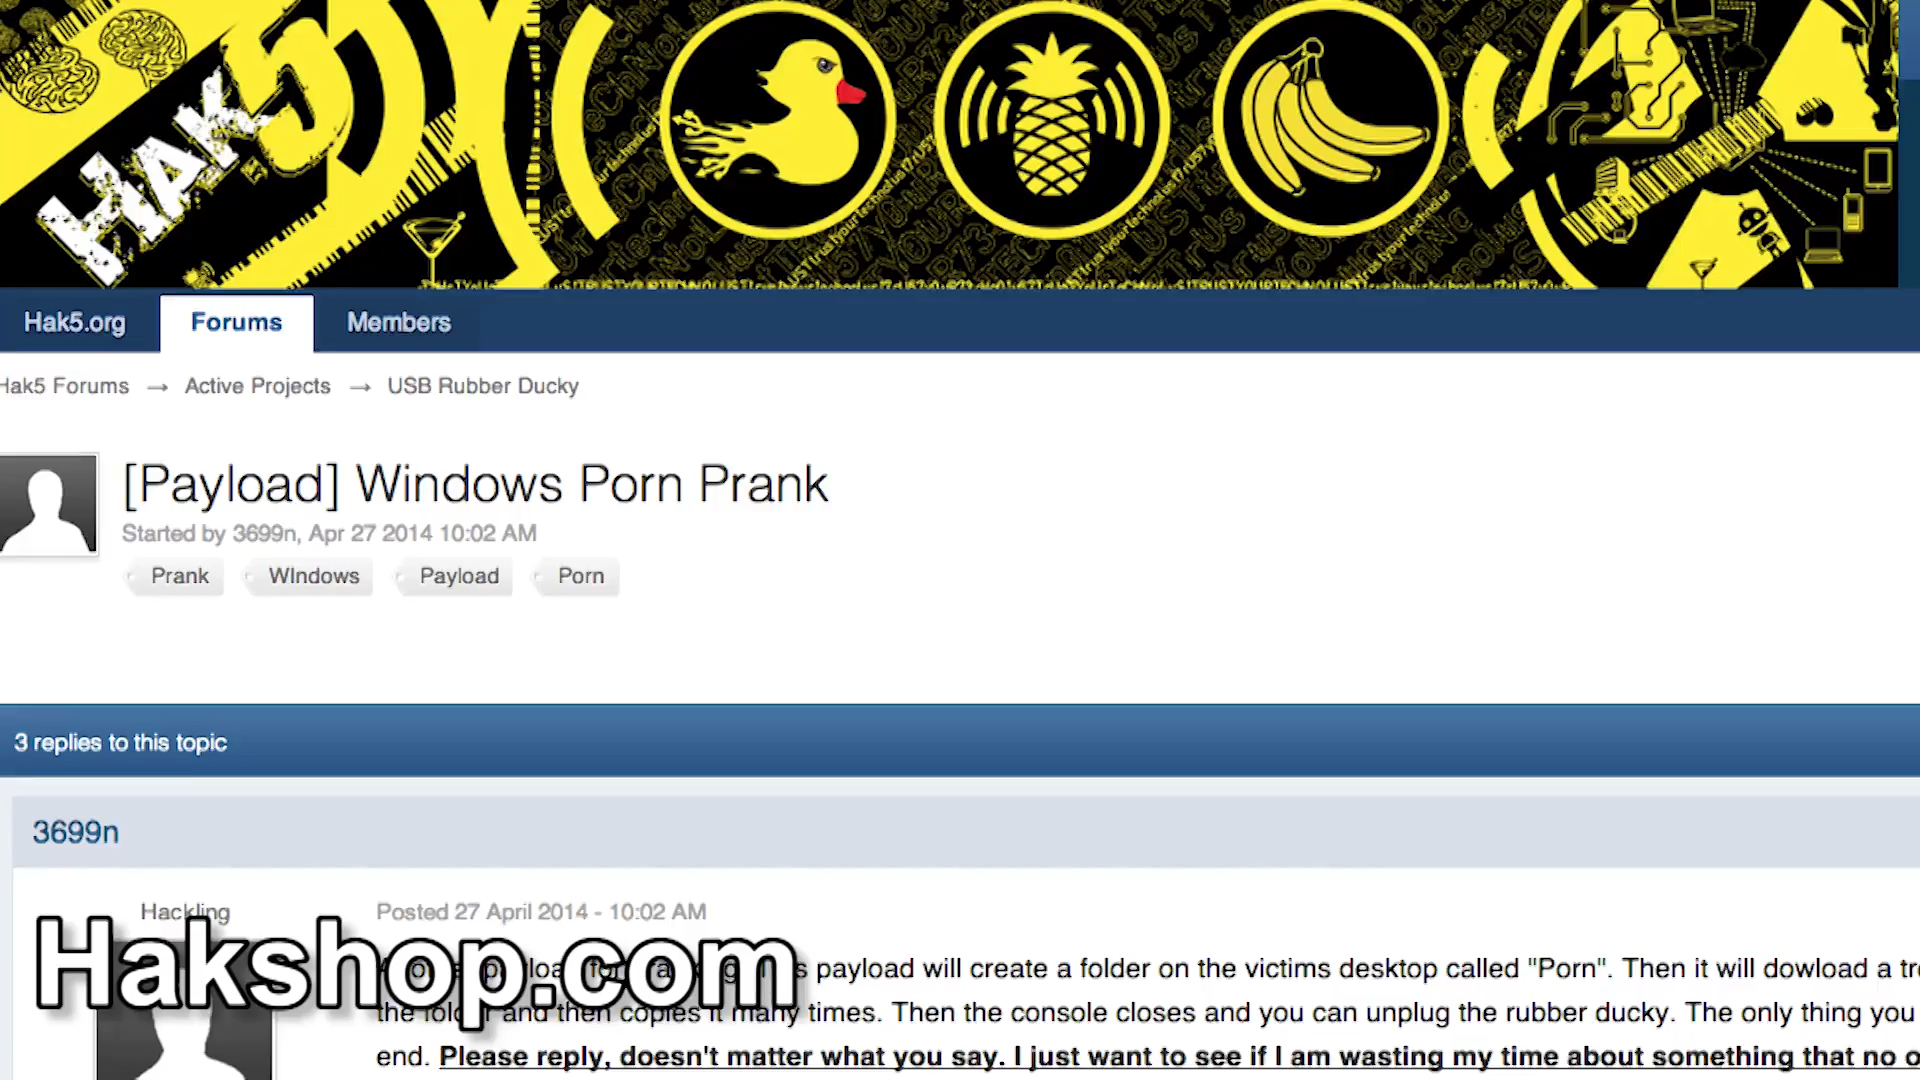 HAK5
Hak5.org
Forums
Members
Hak5 Forums → Active Projects → USB Rubber Ducky
[Payload] Windows Porn Prank
Started by 3699n, Apr 27 2014 10:02 AM
Prank
WIndows
Payload
Porn
3 replies to this topic
3699n
Hackling
Posted 27 April 2014 - 10:02 AM
Hakshop.com
payload will create a folder on the victims desktop called "Porn". Then it will dowload a
and then copies it many times. Then the console closes and you can unplug the rubber ducky. The only thing you
end. Please reply, doesn't matter what you say. I just want to see if I am wasting my time about something that no